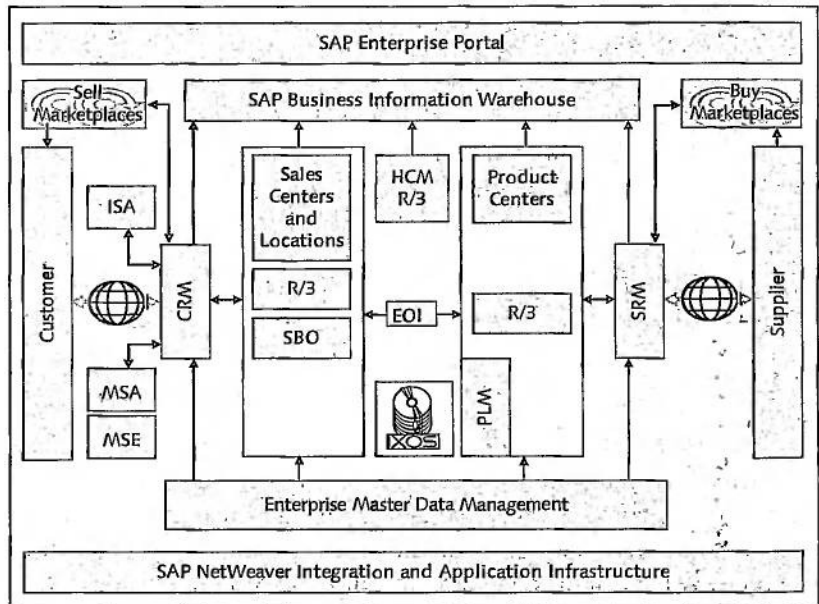 SAP Enterprise Portal
Sell
Marketplaces
SAP Business Information Warehouse
Buy
Marketplaces
Customer
ISA
CRM
MSA
MSE
Sales
Centers
and
Locations
R/3
SBO
HCM
R/3
EOI
IXOS
Product
Centers
R/3
PLM
SRM
Supplier
Enterprise Master Data Management
SAP NetWeaver Integration and Application Infrastructure